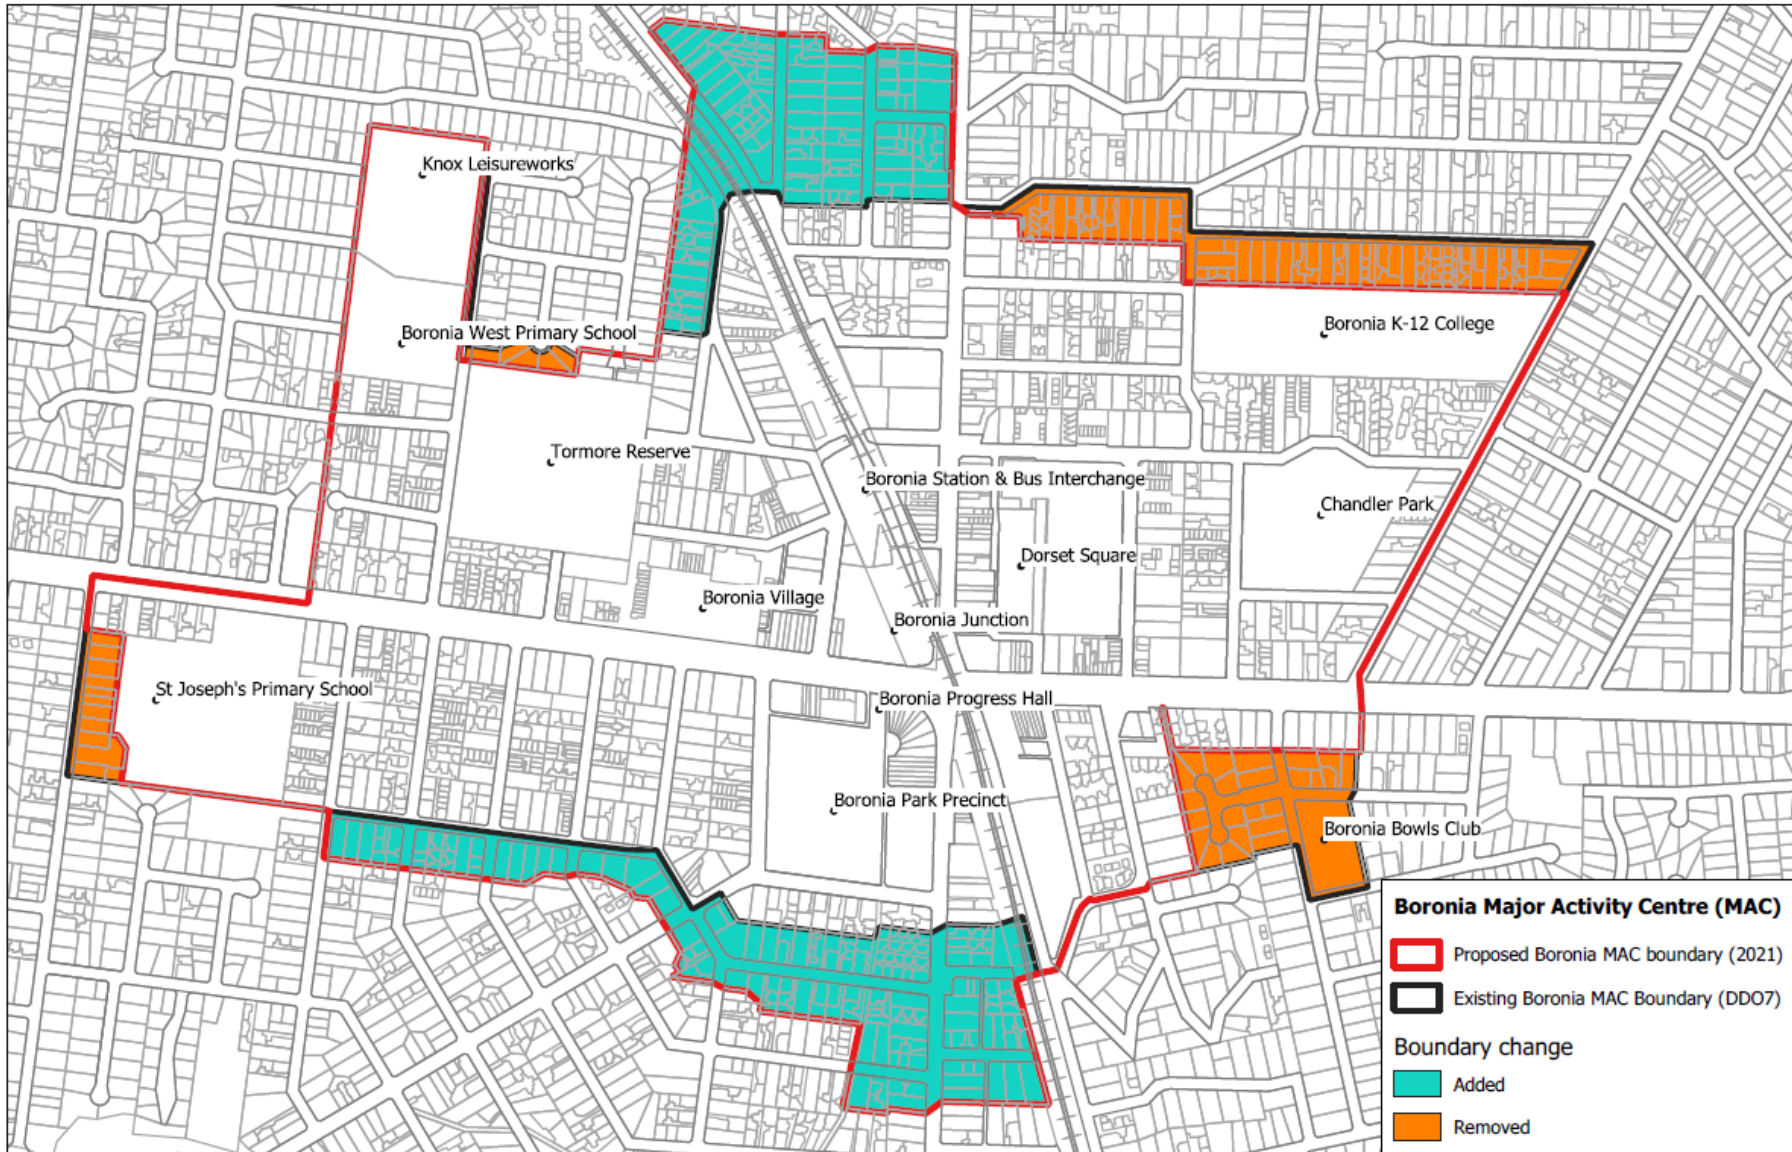 Knox Leisureworks
Boronia West Primary School
Boronia K-12 College
Tormore Reserve
Boronia Station & Bus Interchange
Chandler Park
Dorset Square
Boronia Village
Boronia Junction
St Joseph's Primary School
Boronia Progress Hall
Boronia Park Precinct
Boronia Bowls Club
Boronia Major Activity Centre (MAC)
Proposed Boronia MAC boundary (2021)
Existing Boronia MAC Boundary (DDO7)
Boundary change
Added
Removed